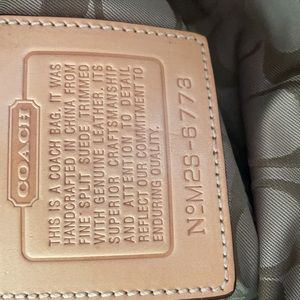 COACH
THIS IS A COACH BAG. IT WAS
HANDCRAFTED IN CHINA FROM
FINE SPLIT SUEDE TRIMMED
WITH GENUINE LEATHER. ITS
SUPERIOR CRAFTSMANSHIP
AND ATTENTION TO DETAIL
REFLECT OUR COMMITMENT TO
ENDURING QUALITY.
Nº M2S-6773